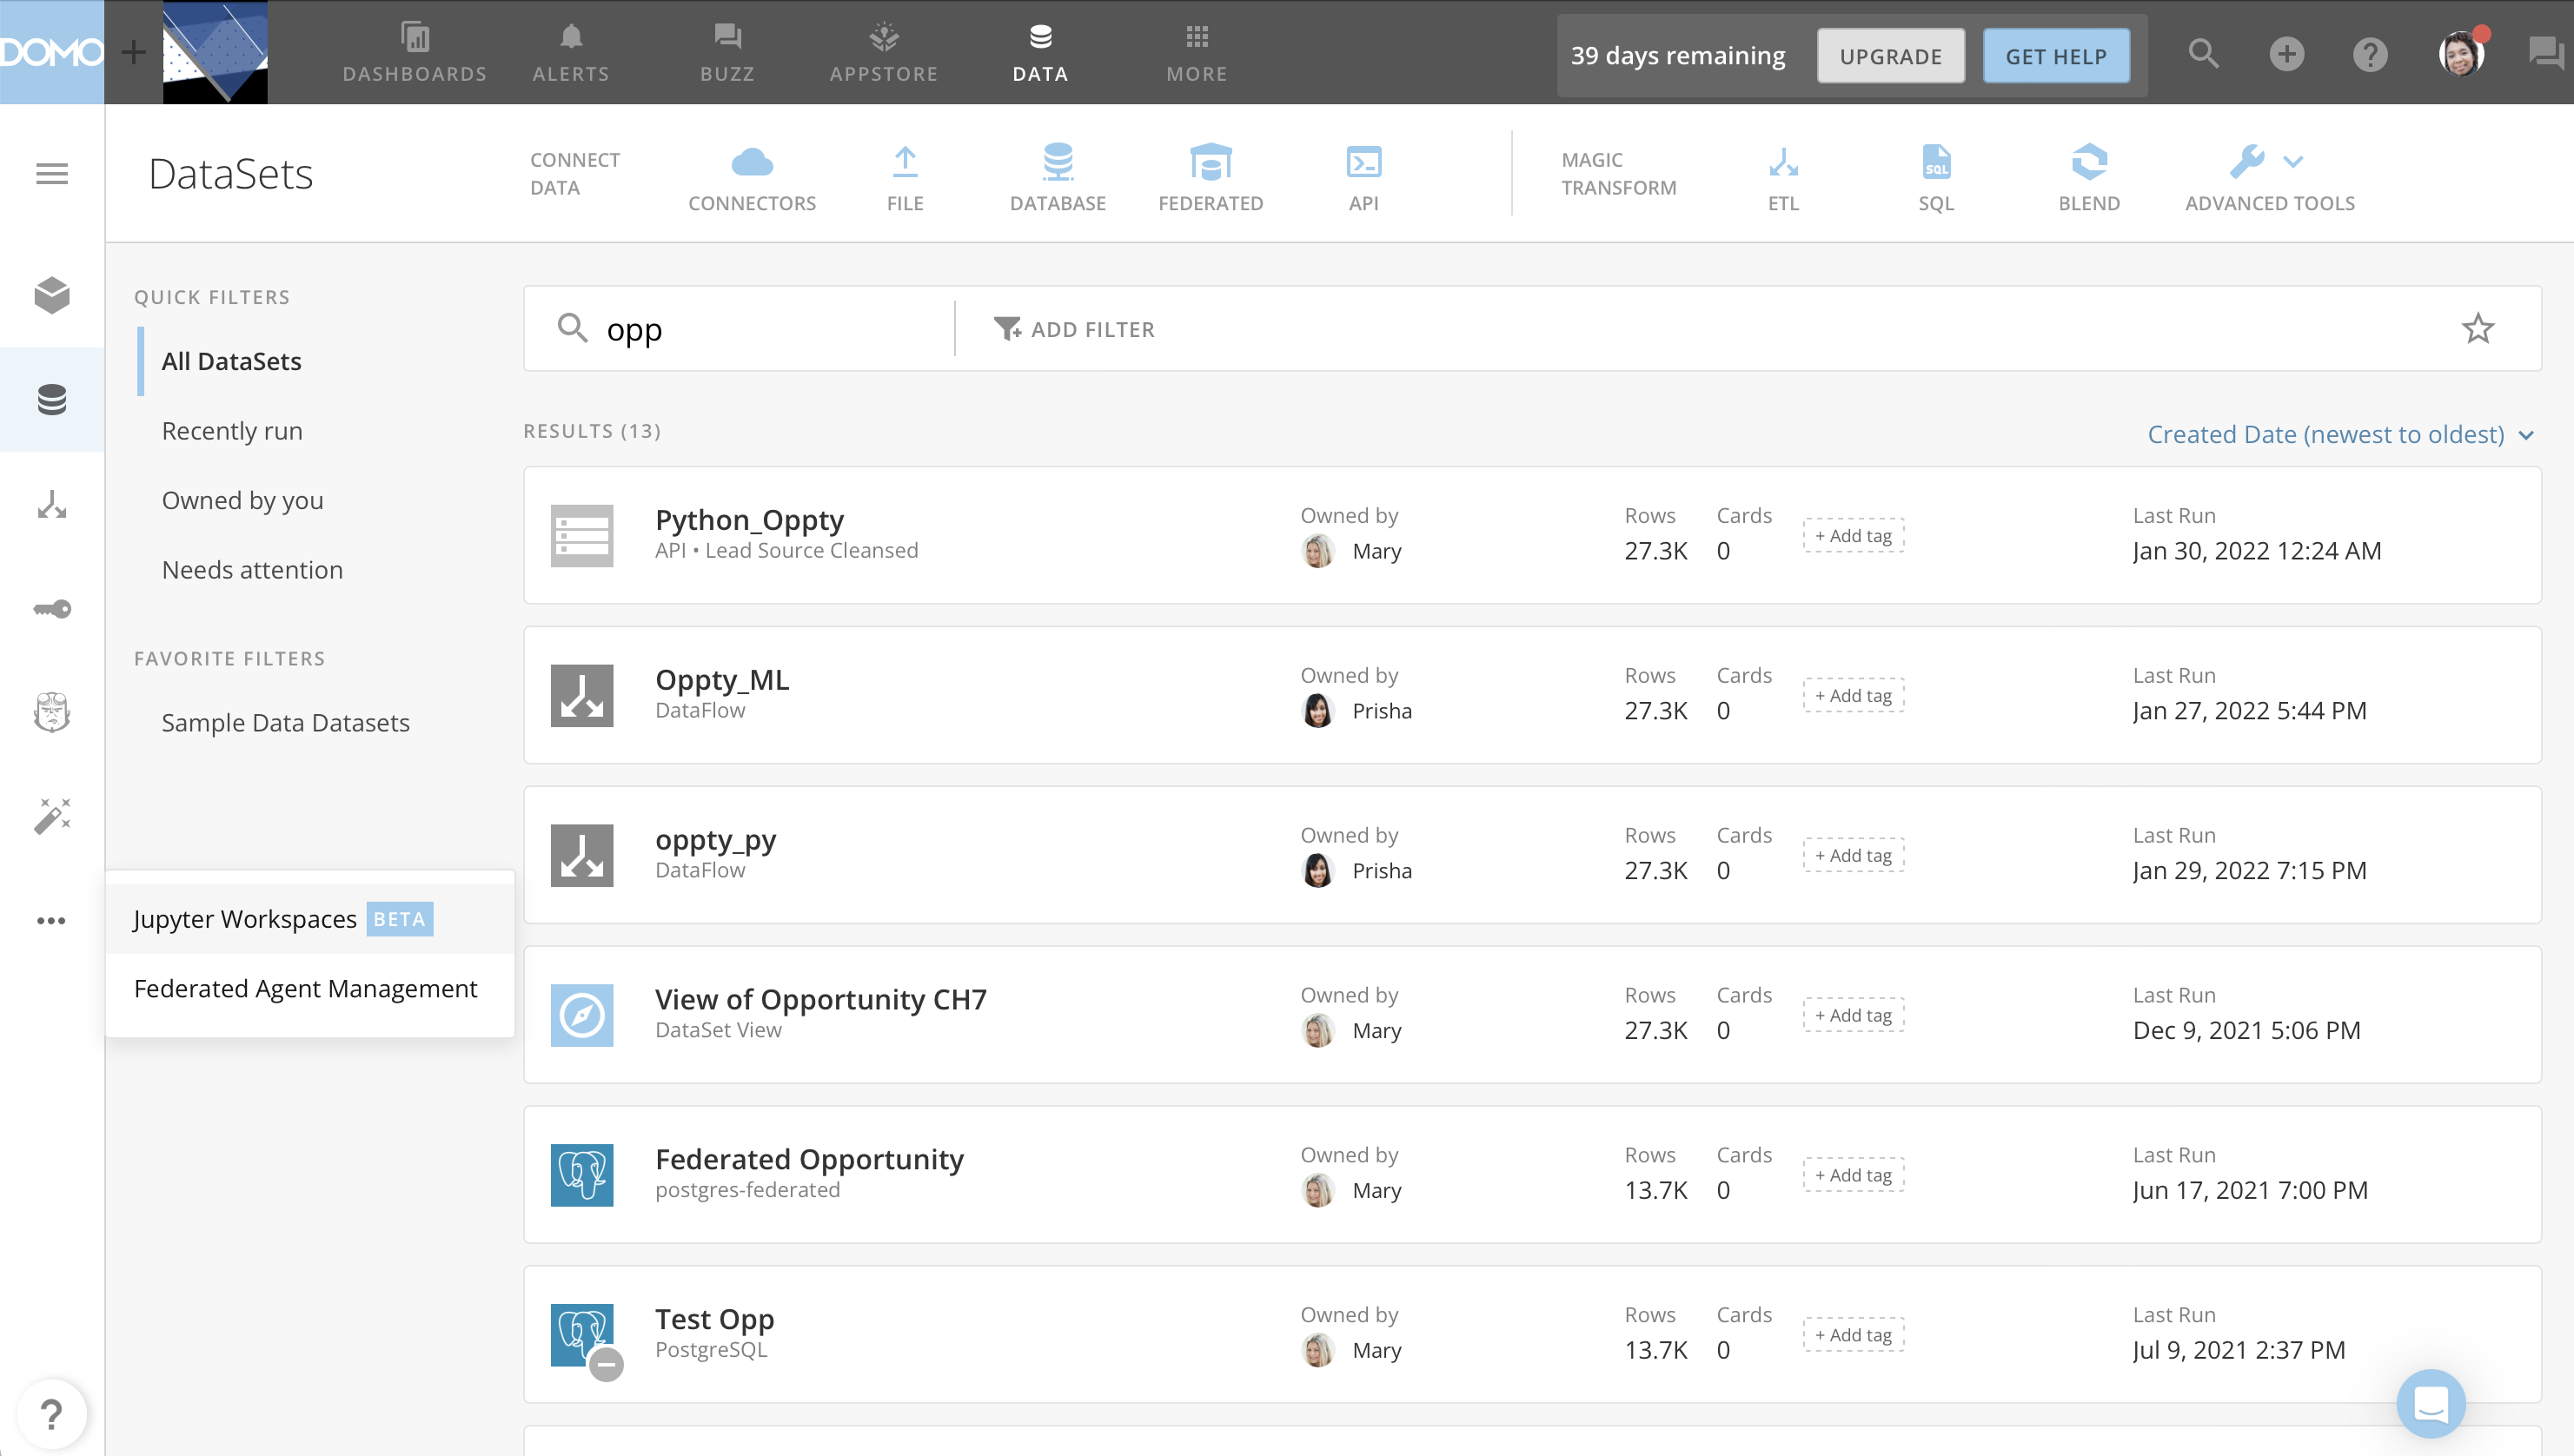 DOMO
DASHBOARDS
ALERTS
BUZZ
APPSTORE
DATA
MORE
39 days remaining
UPGRADE
GET HELP
DataSets
CONNECT
DATA
CONNECTORS
FILE
DATABASE
FEDERATED
API
MAGIC
TRANSFORM
ETL
SQL
SQL
BLEND
ADVANCED TOOLS
QUICK FILTERS
All DataSets
Recently run
Owned by you
Needs attention
FAVORITE FILTERS
Sample Data Datasets
Jupyter Workspaces BETA
Federated Agent Management
opp
ADD FILTER
RESULTS (13)
Created Date (newest to oldest)
Python_Oppty
API • Lead Source Cleansed
Owned by
Mary
Rows
27.3K
Cards
0
+ Add tag
Last Run
Jan 30, 2022 12:24 AM
Oppty_ML
DataFlow
Owned by
Prisha
Rows
27.3K
Cards
0
+ Add tag
Last Run
Jan 27, 2022 5:44 PM
oppty_py
DataFlow
Owned by
Prisha
Rows
27.3K
Cards
0
+ Add tag
Last Run
Jan 29, 2022 7:15 PM
View of Opportunity CH7
DataSet View
Owned by
Mary
Rows
27.3K
Cards
0
+ Add tag
Last Run
Dec 9, 2021 5:06 PM
Federated Opportunity
postgres-federated
Owned by
Mary
Rows
13.7K
Cards
0
+ Add tag
Last Run
Jun 17, 2021 7:00 PM
Test Opp
PostgreSQL
Owned by
Mary
Rows
13.7K
Cards
0
+ Add tag
Last Run
Jul 9, 2021 2:37 PM